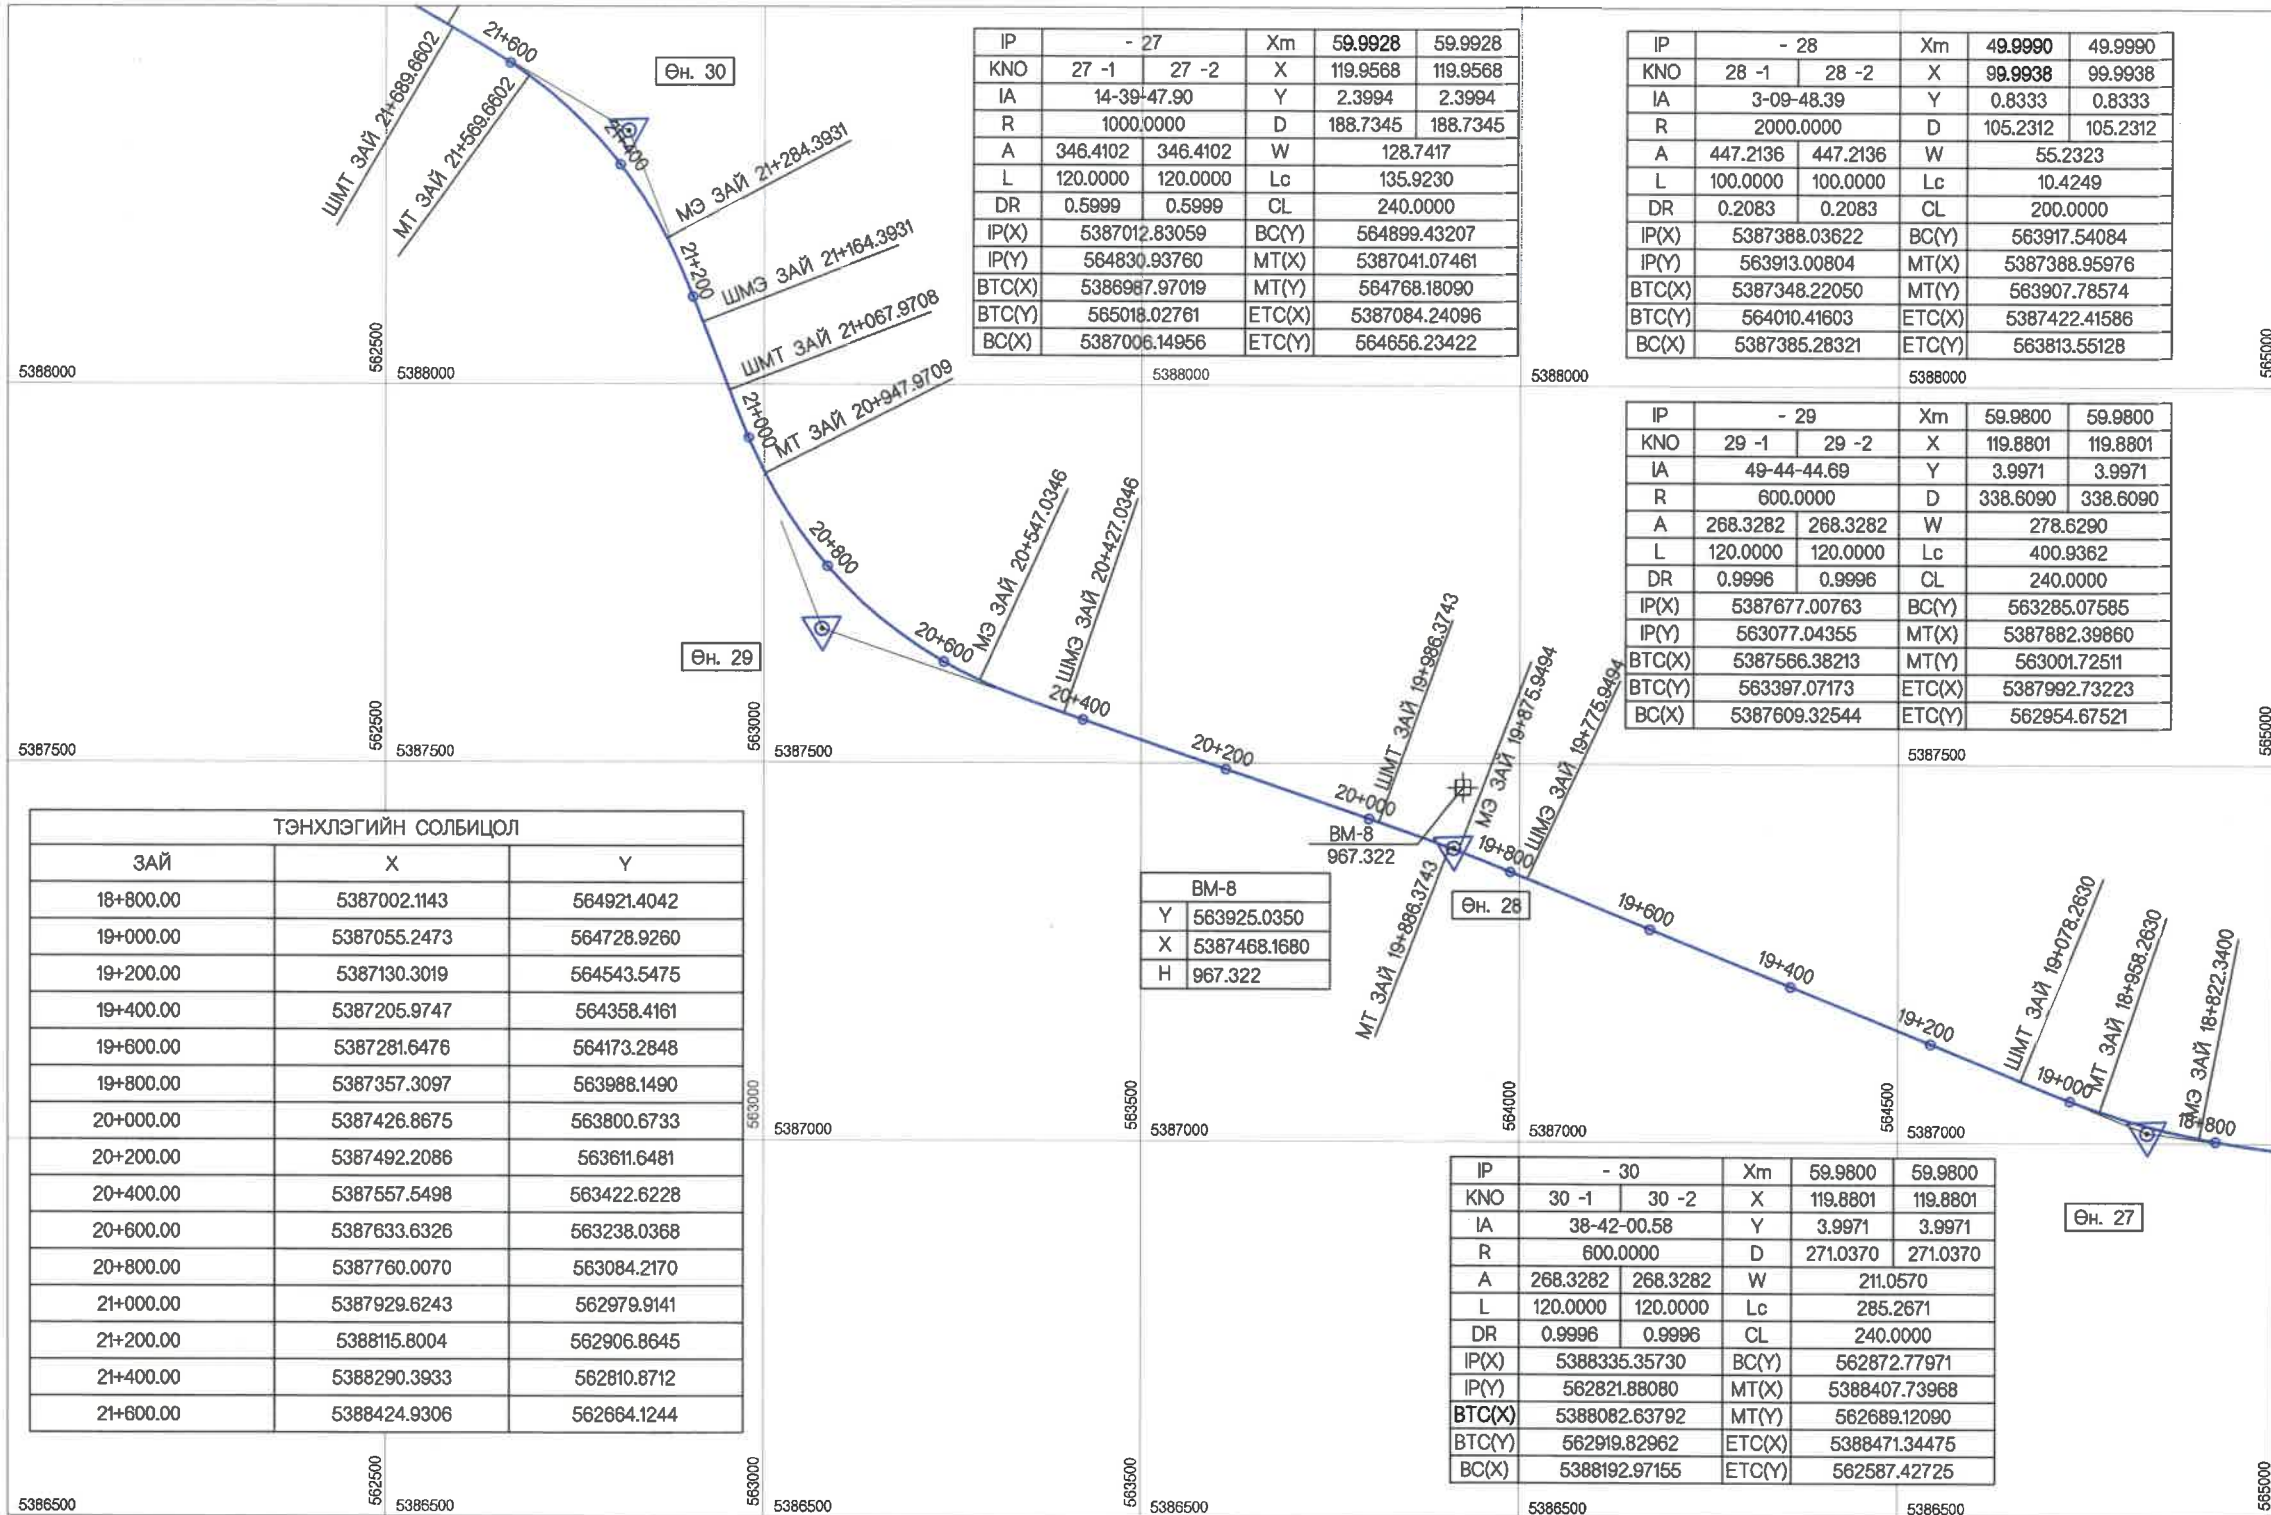 IP - 27 Xm 59.9928 59.9928
KNO 27 -1 27 -2 X 119.9568 119.9568
IA 14-39-47.90 Y 2.3994 2.3994
R 1000.0000 D 188.7345 188.7345
A 346.4102 346.4102 W 128.7417
L 120.0000 120.0000 Lc 135.9230
DR 0.5999 0.5999 CL 240.0000
IP(X) 5387012.83059 BC(Y) 564899.43207
IP(Y) 564830.93760 MT(X) 5387041.07461
BTC(X) 5386987.97019 MT(Y) 564768.18090
BTC(Y) 565018.02761 ETC(X) 5387084.24096
BC(X) 5387006.14956 ETC(Y) 564656.23422
IP - 28 Xm 49.9990 49.9990
KNO 28 -1 28 -2 X 99.9938 99.9938
IA 3-09-48.39 Y 0.8333 0.8333
R 2000.0000 D 105.2312 105.2312
A 447.2136 447.2136 W 55.2323
L 100.0000 100.0000 Lc 10.4249
DR 0.2083 0.2083 CL 200.0000
IP(X) 5387388.03622 BC(Y) 563917.54084
IP(Y) 563913.00804 MT(X) 5387388.95976
BTC(X) 5387348.22050 MT(Y) 563907.78574
BTC(Y) 564010.41603 ETC(X) 5387422.41586
BC(X) 5387385.28321 ETC(Y) 563813.55128
21+600
ШМТ ЗАЙ 21+689.6602
МТ ЗАЙ 21+569.6602
Өн. 30
21+400
МЭ ЗАЙ 21+284.3931
21+200
ШМЭ ЗАЙ 21+164.3931
ШМТ ЗАЙ 21+067.9708
21+000
МТ ЗАЙ 20+947.9709
562500
565000
5388000
5388000
5388000
5388000
5388000
IP - 29 Xm 59.9800 59.9800
KNO 29 -1 29 -2 X 119.8801 119.8801
IA 49-44-44.69 Y 3.9971 3.9971
R 600.0000 D 338.6090 338.6090
A 268.3282 268.3282 W 278.6290
L 120.0000 120.0000 Lc 400.9362
DR 0.9996 0.9996 CL 240.0000
IP(X) 5387677.00763 BC(Y) 563285.07585
IP(Y) 563077.04355 MT(X) 5387882.39860
BTC(X) 5387566.38213 MT(Y) 563001.72511
BTC(Y) 563397.07173 ETC(X) 5387992.73223
BC(X) 5387609.32544 ETC(Y) 562954.67521
20+800
Өн. 29
20+600
МЭ ЗАЙ 20+547.0346
ШМЭ ЗАЙ 20+427.0346
20+400
20+200
20+000
ШМТ ЗАЙ 19+986.3743
МЭ ЗАЙ 19+875.9494
ШМЭ ЗАЙ 19+775.9494
562500
563000
565000
5387500
5387500
5387500
5387500
BM-8
967.322
19+800
Өн. 28
МТ ЗАЙ 19+886.3743
BM-8
Y 563925.0350
X 5387468.1680
H 967.322
19+600
19+400
19+200
ШМТ ЗАЙ 19+078.2630
19+000
МТ ЗАЙ 18+958.2630
МЭ ЗАЙ 18+822.3400
18+800
Өн. 27
ТЭНХЛЭГИЙН СОЛБИЦОЛ
ЗАЙ X Y
18+800.00 5387002.1143 564921.4042
19+000.00 5387055.2473 564728.9260
19+200.00 5387130.3019 564543.5475
19+400.00 5387205.9747 564358.4161
19+600.00 5387281.6476 564173.2848
19+800.00 5387357.3097 563988.1490
20+000.00 5387426.8675 563800.6733
20+200.00 5387492.2086 563611.6481
20+400.00 5387557.5498 563422.6228
20+600.00 5387633.6326 563238.0368
20+800.00 5387760.0070 563084.2170
21+000.00 5387929.6243 562979.9141
21+200.00 5388115.8004 562906.8645
21+400.00 5388290.3933 562810.8712
21+600.00 5388424.9306 562664.1244
563000
563500
564000
564500
5387000
5387000
5387000
5387000
IP - 30 Xm 59.9800 59.9800
KNO 30 -1 30 -2 X 119.8801 119.8801
IA 38-42-00.58 Y 3.9971 3.9971
R 600.0000 D 271.0370 271.0370
A 268.3282 268.3282 W 211.0570
L 120.0000 120.0000 Lc 285.2671
DR 0.9996 0.9996 CL 240.0000
IP(X) 5388335.35730 BC(Y) 562872.77971
IP(Y) 562821.88080 MT(X) 5388407.73968
BTC(X) 5388082.63792 MT(Y) 562689.12090
BTC(Y) 562919.82962 ETC(X) 5388471.34475
BC(X) 5388192.97155 ETC(Y) 562587.42725
562500
563000
563500
565000
5386500
5386500
5386500
5386500
5386500
5386500